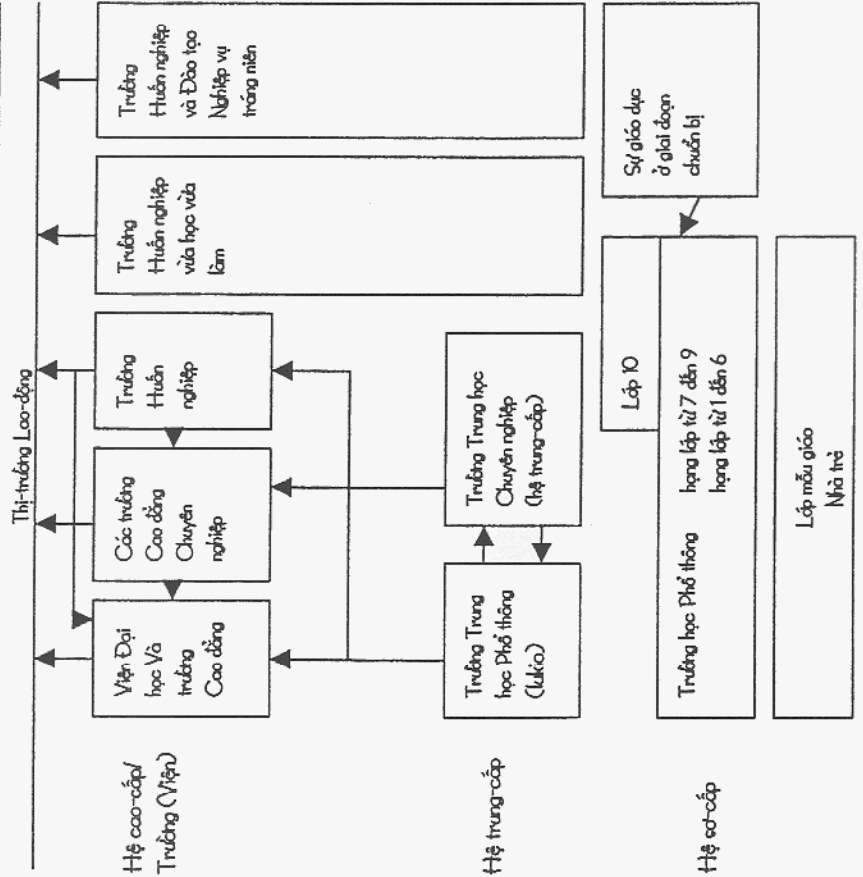 Thị-trường Lao-động
Hệ cao-cấp/
Trường (Viện)
Viện Đại
học Và
trường
Cao đẳng
Các trường
Cao đẳng
Chuyên
nghiệp
Trường
Huấn
nghiệp
Trường
Huấn nghiệp
vừa học vừa
làm
Trường
Huấn nghiệp
và Đào tạo
Nghiệp vụ
tráng niên
Hệ trung-cấp
Trường Trung
học Phổ thông
(lukio)
Trường Trung học
Chuyên nghiệp
(hệ trung-cấp)
Hệ sơ-cấp
Lớp 10
Trường học Phổ thông hạng lớp từ 7 đến 9
hạng lớp từ 1 đến 6
Sự giáo dục
ở giai đoạn
chuẩn bị
Lớp mẫu giáo
Nhà trẻ